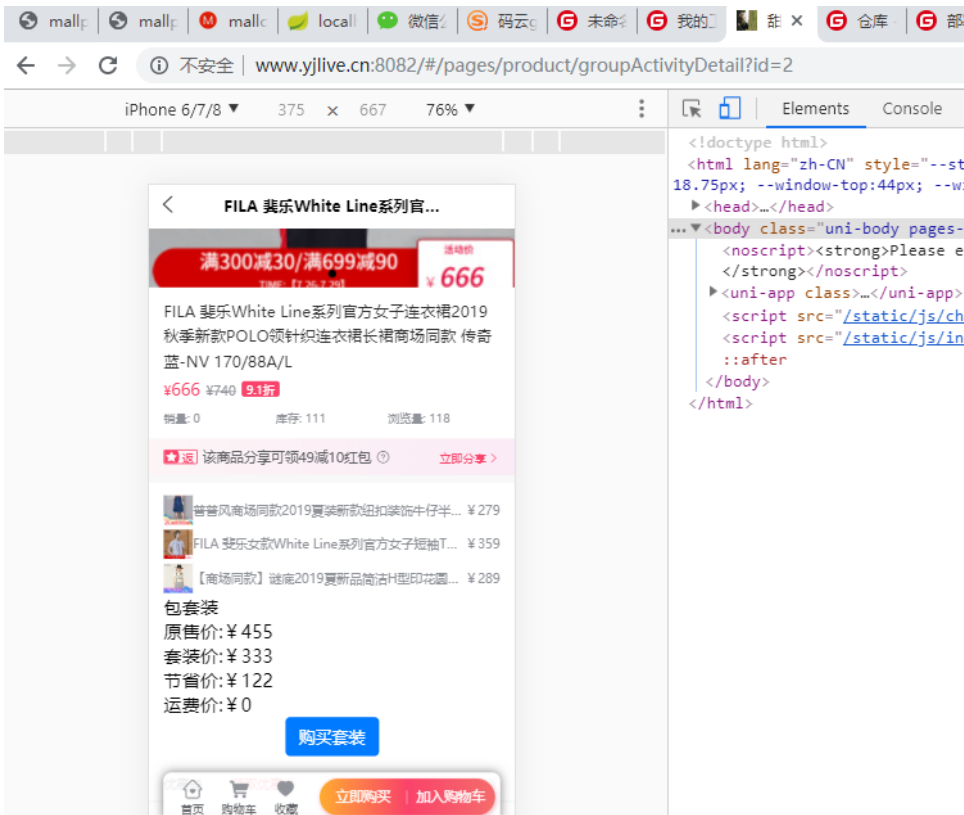 mallp
mallp
mallc
locall
微信公
码云g
未命名
我的工
甜
仓库
部
不安全 www.yjlive.cn:8082/#/pages/product/groupActivityDetail?id=2
iPhone 6/7/8 ▼ 375 × 667 76% ▼
Elements Console
<!doctype html>
<html lang="zh-CN" style="--st
18.75px; --window-top:44px; --wi
<head>…</head>
<body class="uni-body pages-
<noscript><strong>Please e
</strong></noscript>
<uni-app class>…</uni-app>
<script src="/static/js/ch
<script src="/static/js/in
::after
</body>
</html>
FILA 斐乐White Line系列官...
满300减30/满699减90
TIME:【7.26-7.29】
活动价
¥ 666
FILA 斐乐White Line系列官方女子连衣裙2019
秋季新款POLO领针织连衣裙长裙商场同款 传奇
蓝-NV 170/88A/L
¥666 ¥740 9.1折
销量: 0 库存: 111 浏览量: 118
返 该商品分享可领49减10红包 ? 立即分享 >
普普风商场同款2019夏装新款纽扣装饰牛仔半... ¥279
FILA 斐乐女款White Line系列官方女子短袖T... ¥359
【商场同款】谜底2019夏新品简洁H型印花圆... ¥289
包套装
原售价:¥455
套装价:¥333
节省价:¥122
运费价:¥0
购买套装
首页 购物车 收藏 立即购买 | 加入购物车